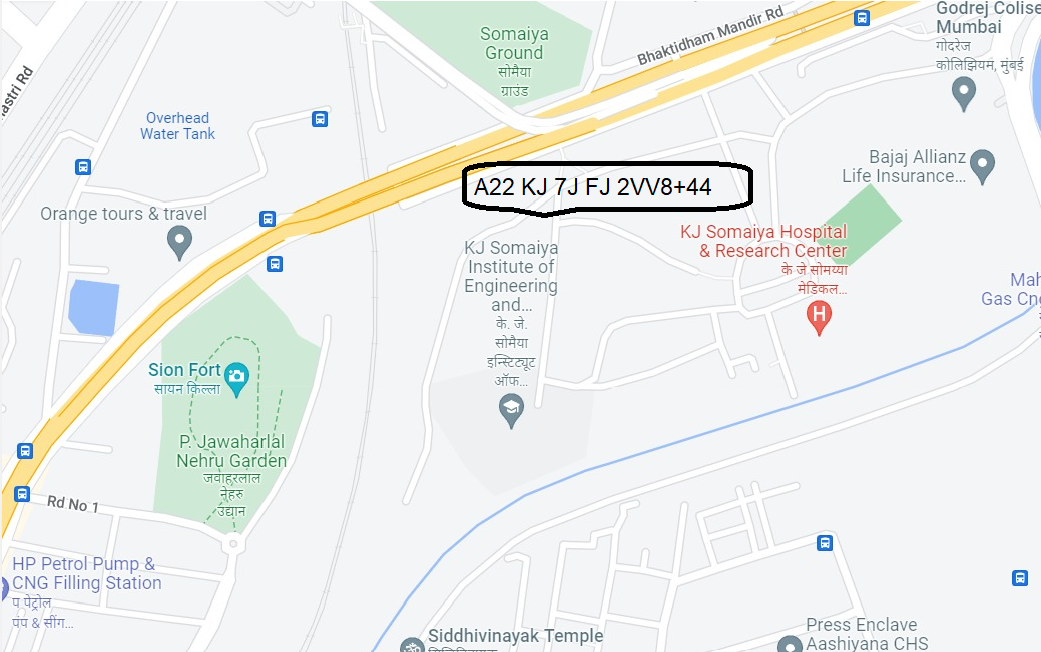 Godrej Colise
Mumbai
गोदरेज
कोलिझियम, मुंबई
Somaiya
Ground
सोमैया
ग्राउंड
Bhaktidham Mandir Rd
astri Rd
Overhead
Water Tank
Bajaj Allianz
Life Insurance...
A22 KJ 7J FJ 2VV8+44
Orange tours & travel
KJ Somaiya Hospital
& Research Center
के जे सोमय्या
मेडिकल...
KJ Somaiya
Institute of
Engineering
and...
के. जे.
सोमैया
इन्स्टिट्यूट
ऑफ...
Mah
Gas Cng
H
Sion Fort
सायन किल्ला
P. Jawaharlal
Nehru Garden
जवाहरलाल
नेहरु
उद्यान
Rd No 1
HP Petrol Pump &
CNG Filling Station
प पेट्रोल
पंप & सींग...
Siddhivinayak Temple
Press Enclave
Aashiyana CHS